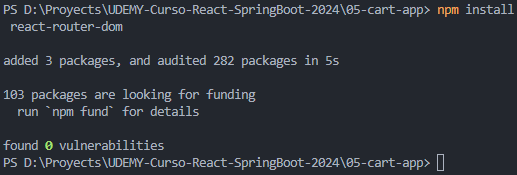 PS D:\Proyects\UDEMY-Curso-React-SpringBoot-2024\05-cart-app> npm install
react-router-dom
added 3 packages, and audited 282 packages in 5s
103 packages are looking for funding
run `npm fund` for details
found 0 vulnerabilities
PS D:\Proyects\UDEMY-Curso-React-SpringBoot-2024\05-cart-app>